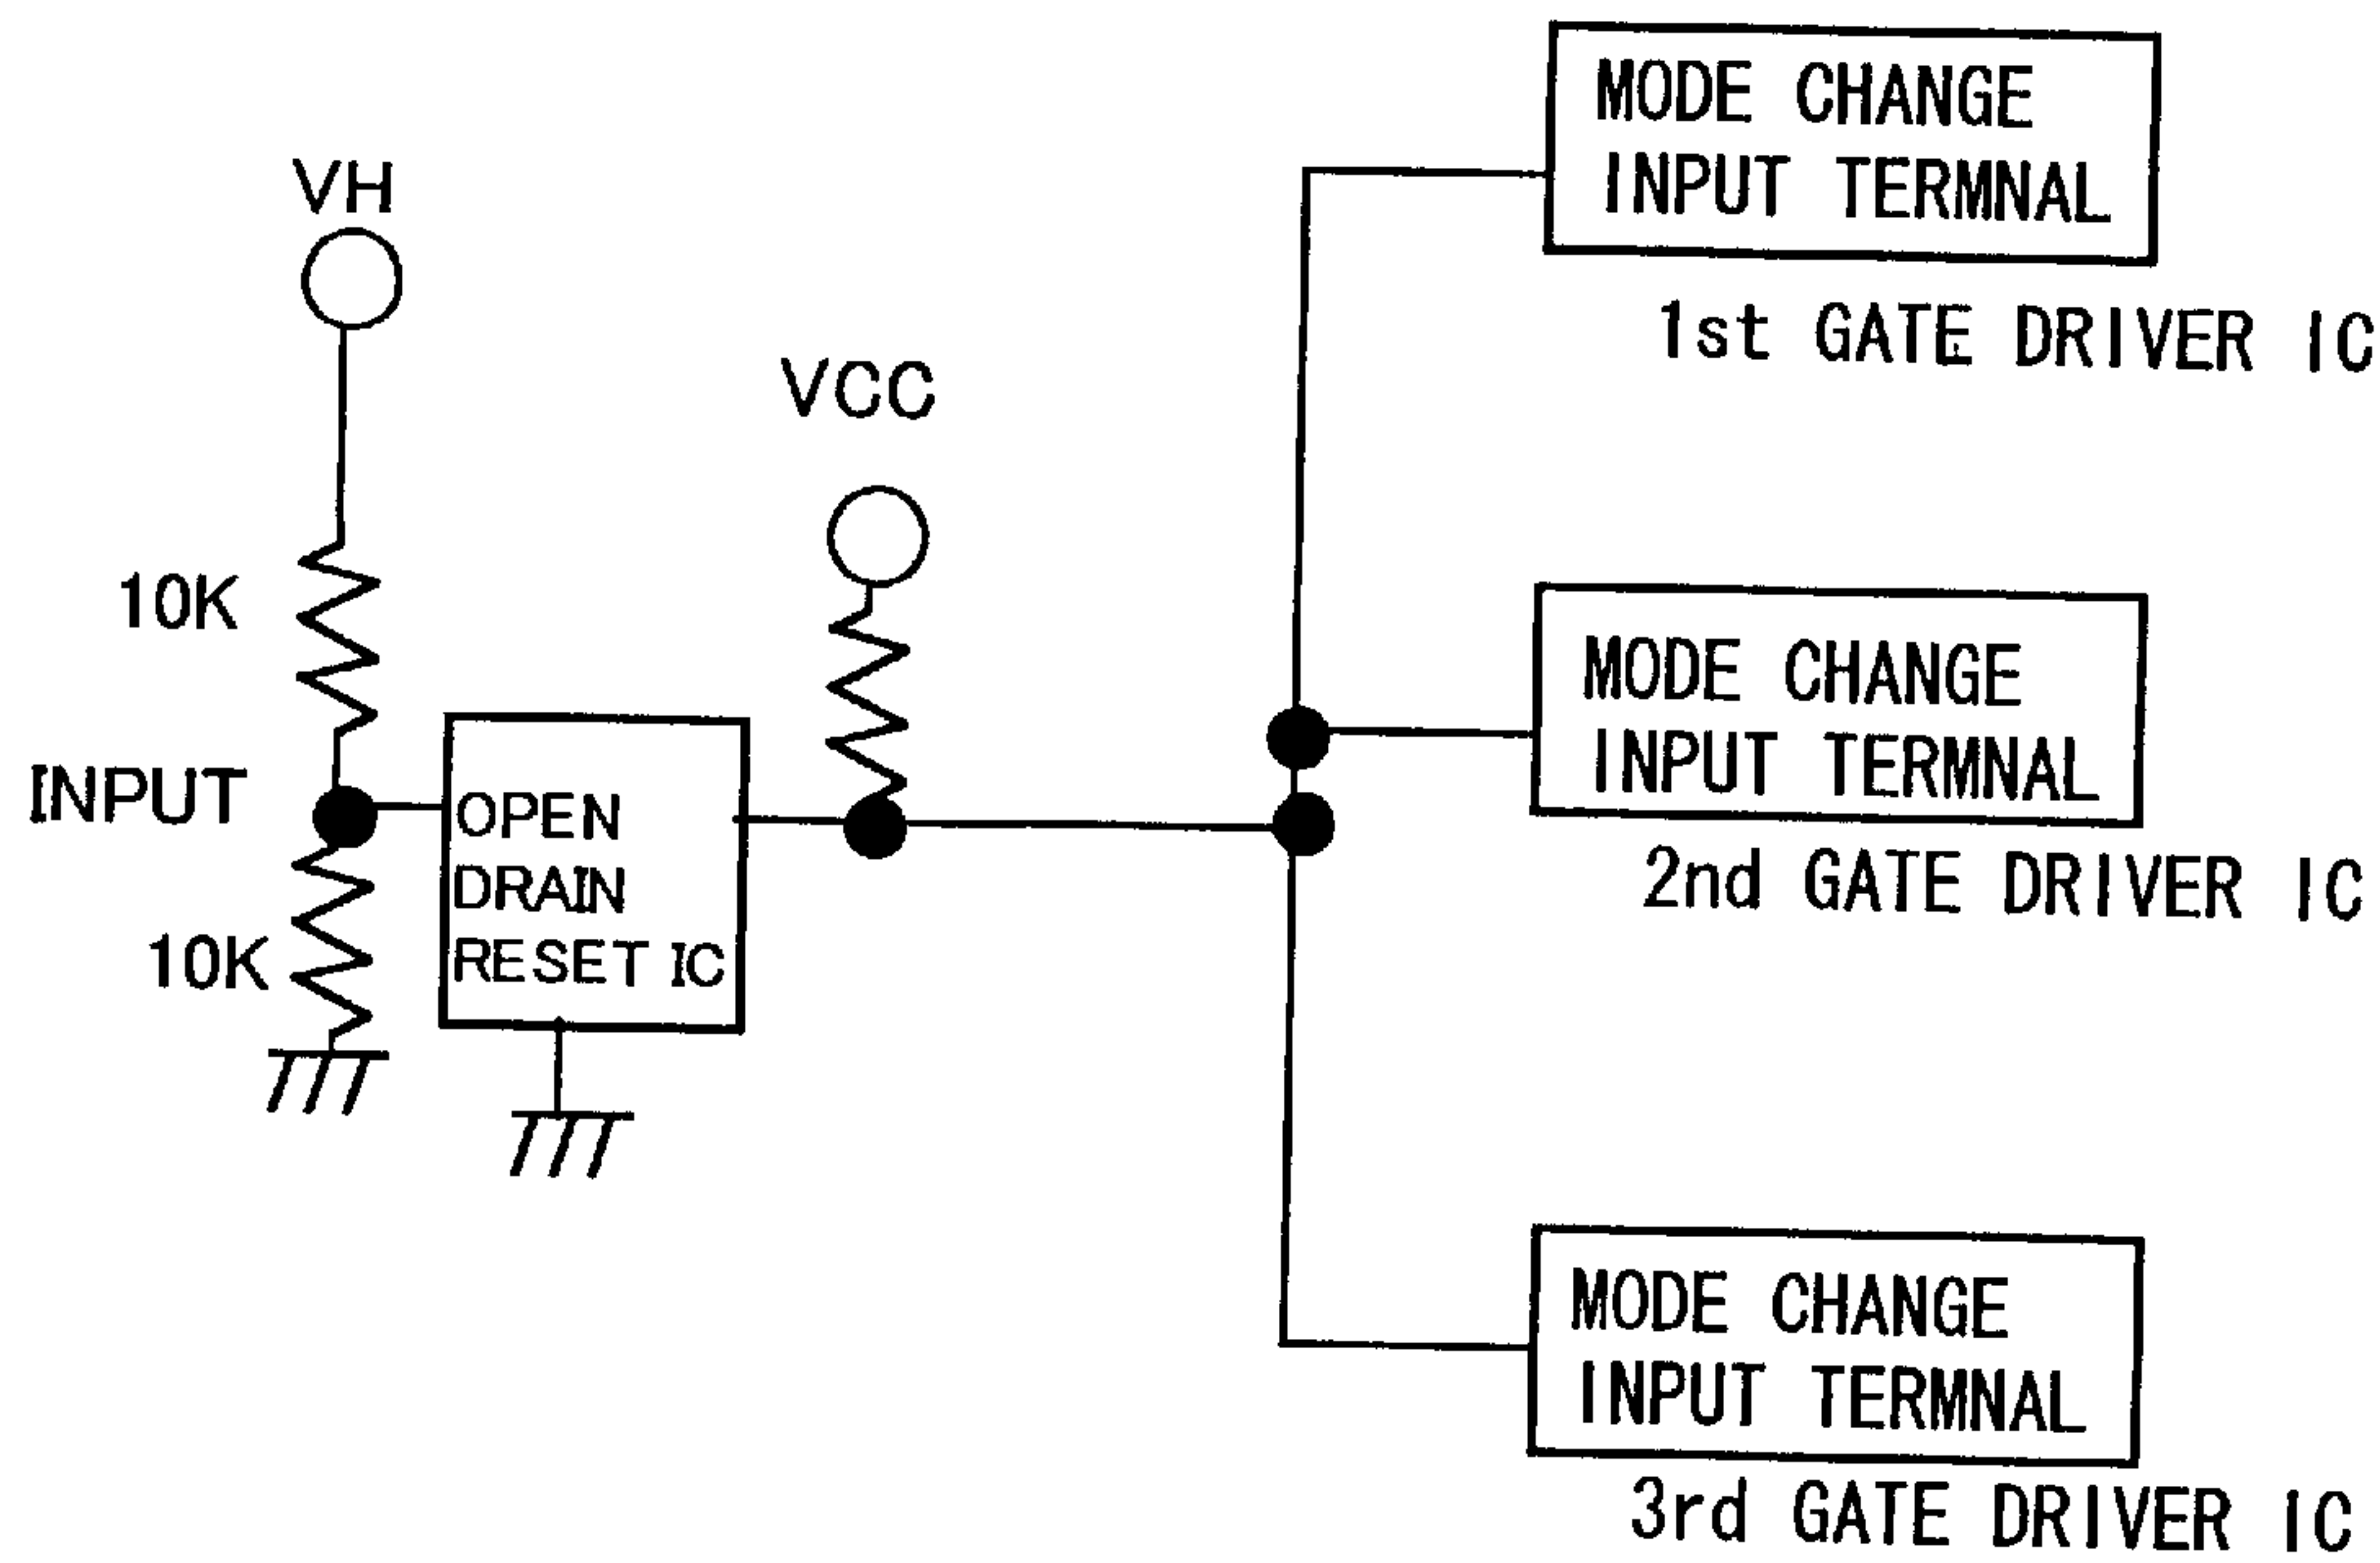 VH
10K
INPUT
10K
OPEN
DRAIN
RESET IC
VCC
MODE CHANGE
INPUT TERMNAL
1st GATE DRIVER IC
MODE CHANGE
INPUT TERMNAL
2nd GATE DRIVER IC
MODE CHANGE
INPUT TERMNAL
3rd GATE DRIVER IC